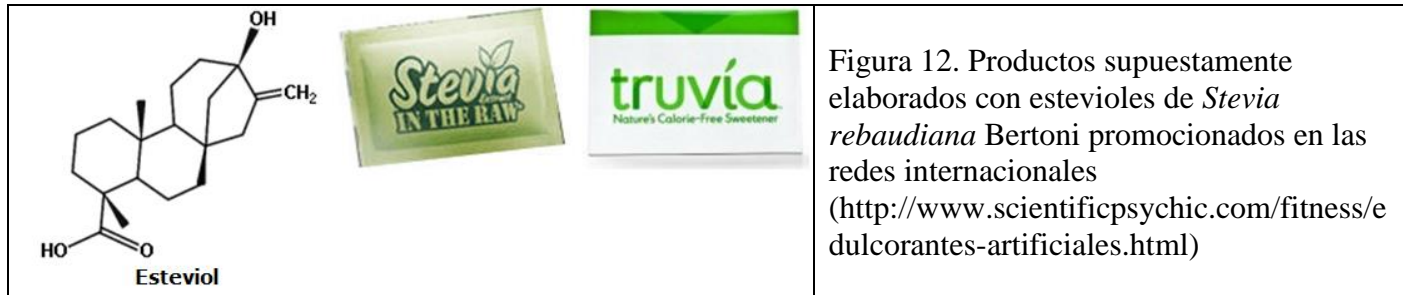 OH
CH2
HO
O
Esteviol
Stevia
IN THE RAW
truvía
Nature's Calorie-Free Sweetener
Figura 12. Productos supuestamente
elaborados con estevioles de Stevia
rebaudiana Bertoni promocionados en las
redes internacionales
(http://www.scientificpsychic.com/fitness/e
dulcorantes-artificiales.html)